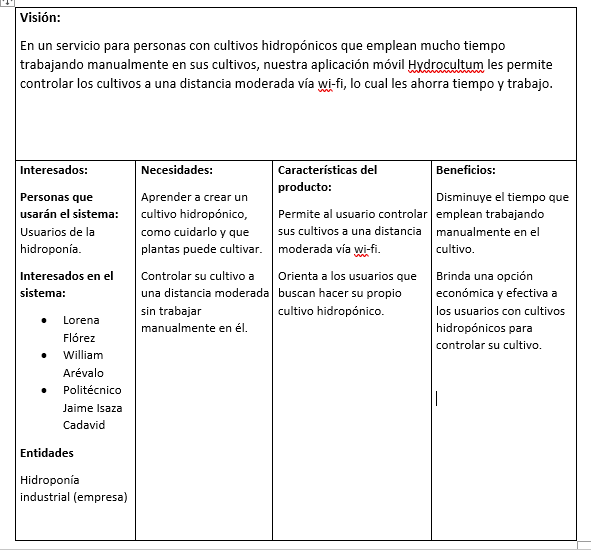 Visión:
En un servicio para personas con cultivos hidropónicos que emplean mucho tiempo
trabajando manualmente en sus cultivos, nuestra aplicación móvil Hydrocultum les permite
controlar los cultivos a una distancia moderada vía wi-fi, lo cual les ahorra tiempo y trabajo.
Interesados:
Personas que
usarán el sistema:
Usuarios de la
hidroponía.
Interesados en el
sistema:
• Lorena
Flórez
• William
Arévalo
• Politécnico
Jaime Isaza
Cadavid
Entidades
Hidroponía
industrial (empresa)
Necesidades:
Aprender a crear un
cultivo hidropónico,
como cuidarlo y que
plantas puede cultivar.
Controlar su cultivo a
una distancia moderada
sin trabajar
manualmente en él.
Características del
producto:
Permite al usuario controlar
sus cultivos a una distancia
moderada vía wi-fi.
Orienta a los usuarios que
buscan hacer su propio
cultivo hidropónico.
Beneficios:
Disminuye el tiempo que
emplean trabajando
manualmente en el
cultivo.
Brinda una opción
económica y efectiva a
los usuarios con cultivos
hidropónicos para
controlar su cultivo.